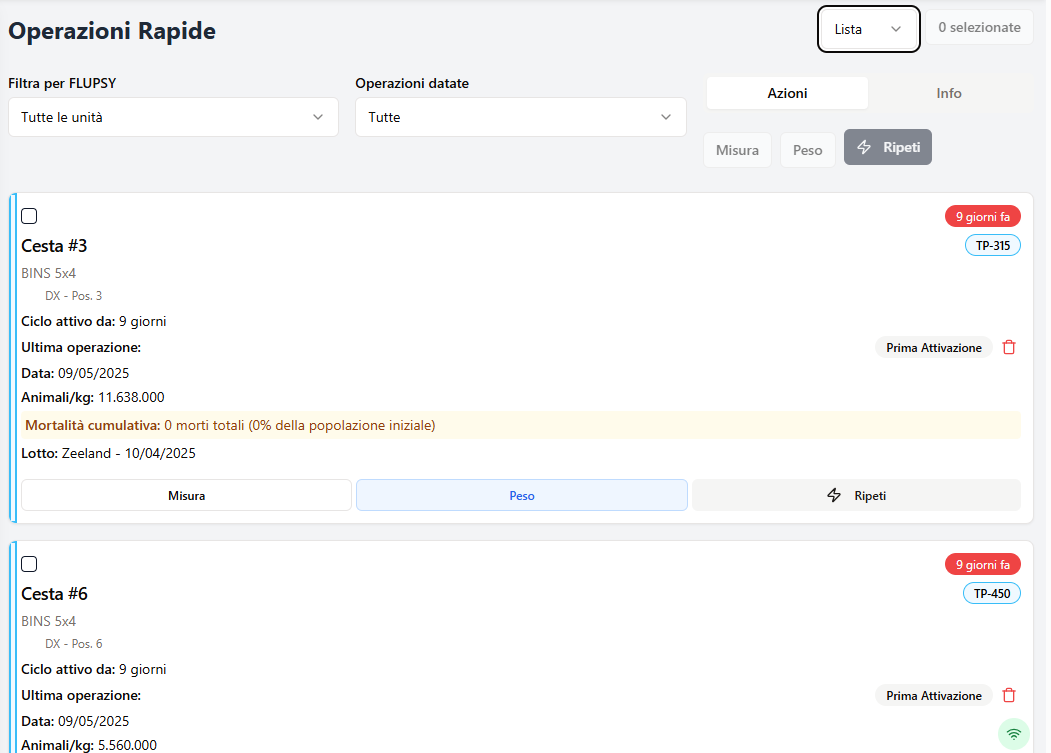 Operazioni Rapide
Lista
0 selezionate
Filtra per FLUPSY
Operazioni datate
Azioni
Info
Tutte le unità
Tutte
Misura
Peso
Ripeti
9 giorni fa
Cesta #3
TP-315
BINS 5x4
DX - Pos. 3
Ciclo attivo da: 9 giorni
Ultima operazione:
Prima Attivazione
Data: 09/05/2025
Animali/kg: 11.638.000
Mortalità cumulativa: 0 morti totali (0% della popolazione iniziale)
Lotto: Zeeland - 10/04/2025
Misura
Peso
Ripeti
9 giorni fa
Cesta #6
TP-450
BINS 5x4
DX - Pos. 6
Ciclo attivo da: 9 giorni
Ultima operazione:
Prima Attivazione
Data: 09/05/2025
Animali/kg: 5.560.000